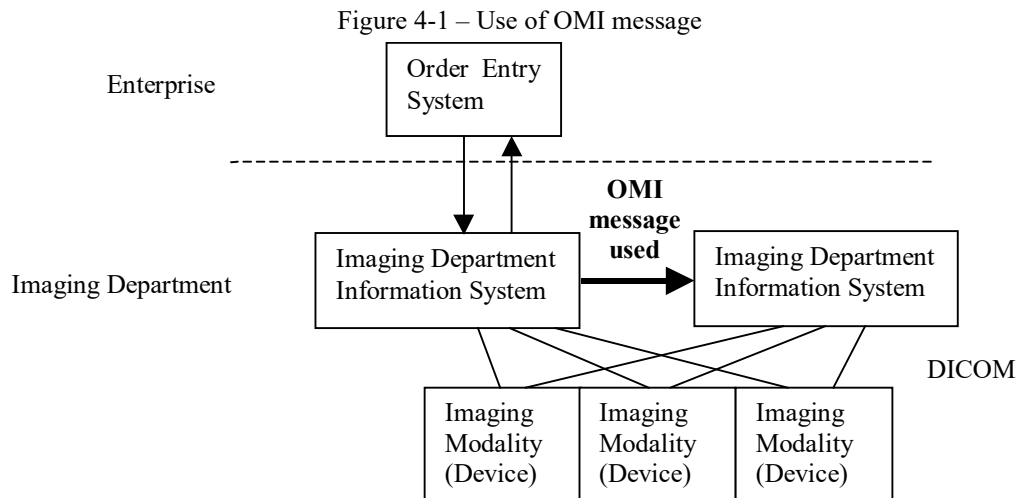 Figure 4-1 – Use of OMI message
Order Entry
System
Enterprise
OMI
message
used
Imaging Department
Imaging Department
Information System
Imaging Department
Information System
DICOM
Imaging
Modality
(Device)
Imaging
Modality
(Device)
Imaging
Modality
(Device)